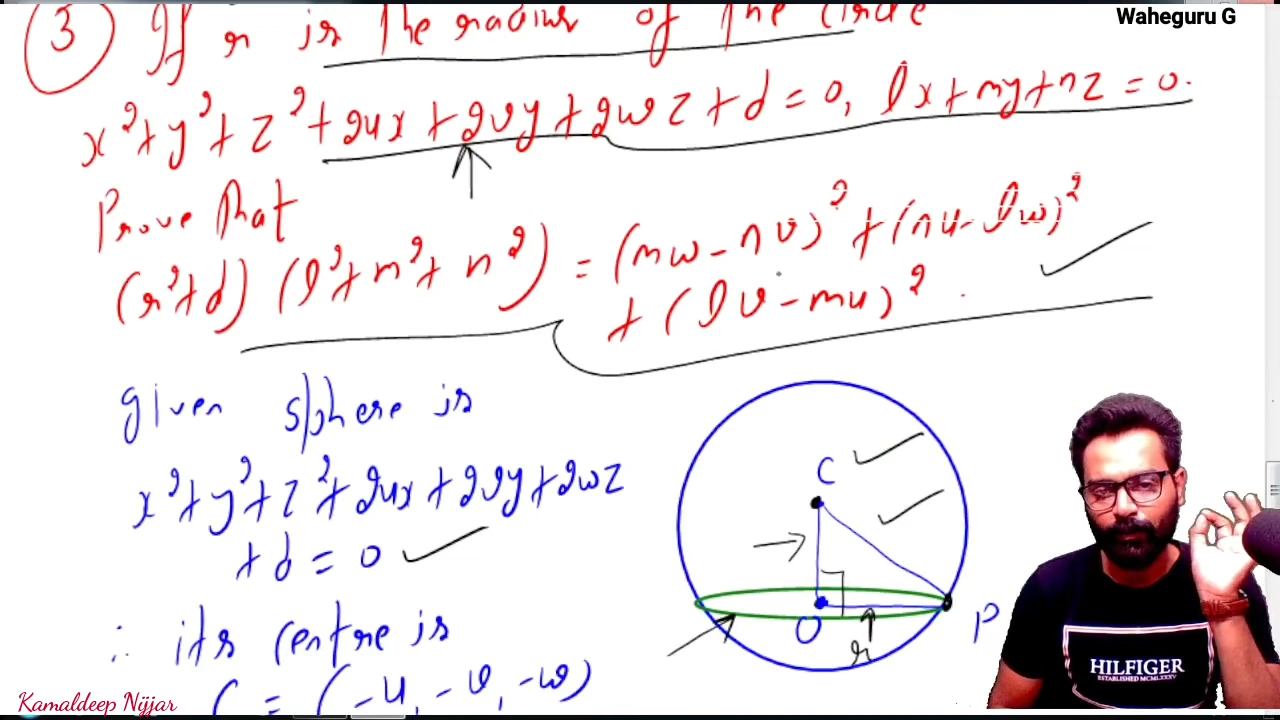 Waheguru G
(3) If r is the radius of the circle
x²+y²+z²+2ux+2vy+2wz+d=0, lx+my+nz=0.
Prove that
(r²+d) (l²+m²+n²) = (mw-nv)²+(nu-lw)²
+(lv-mu)².
given sphere is
x²+y²+z²+2ux+2vy+2wz
+d=0
C
O
P
r
∴ its centre is
C = (-u, -v, -w)
HILFIGER
ESTABLISHED MCMLXXXV
Kamaldeep Nijjar